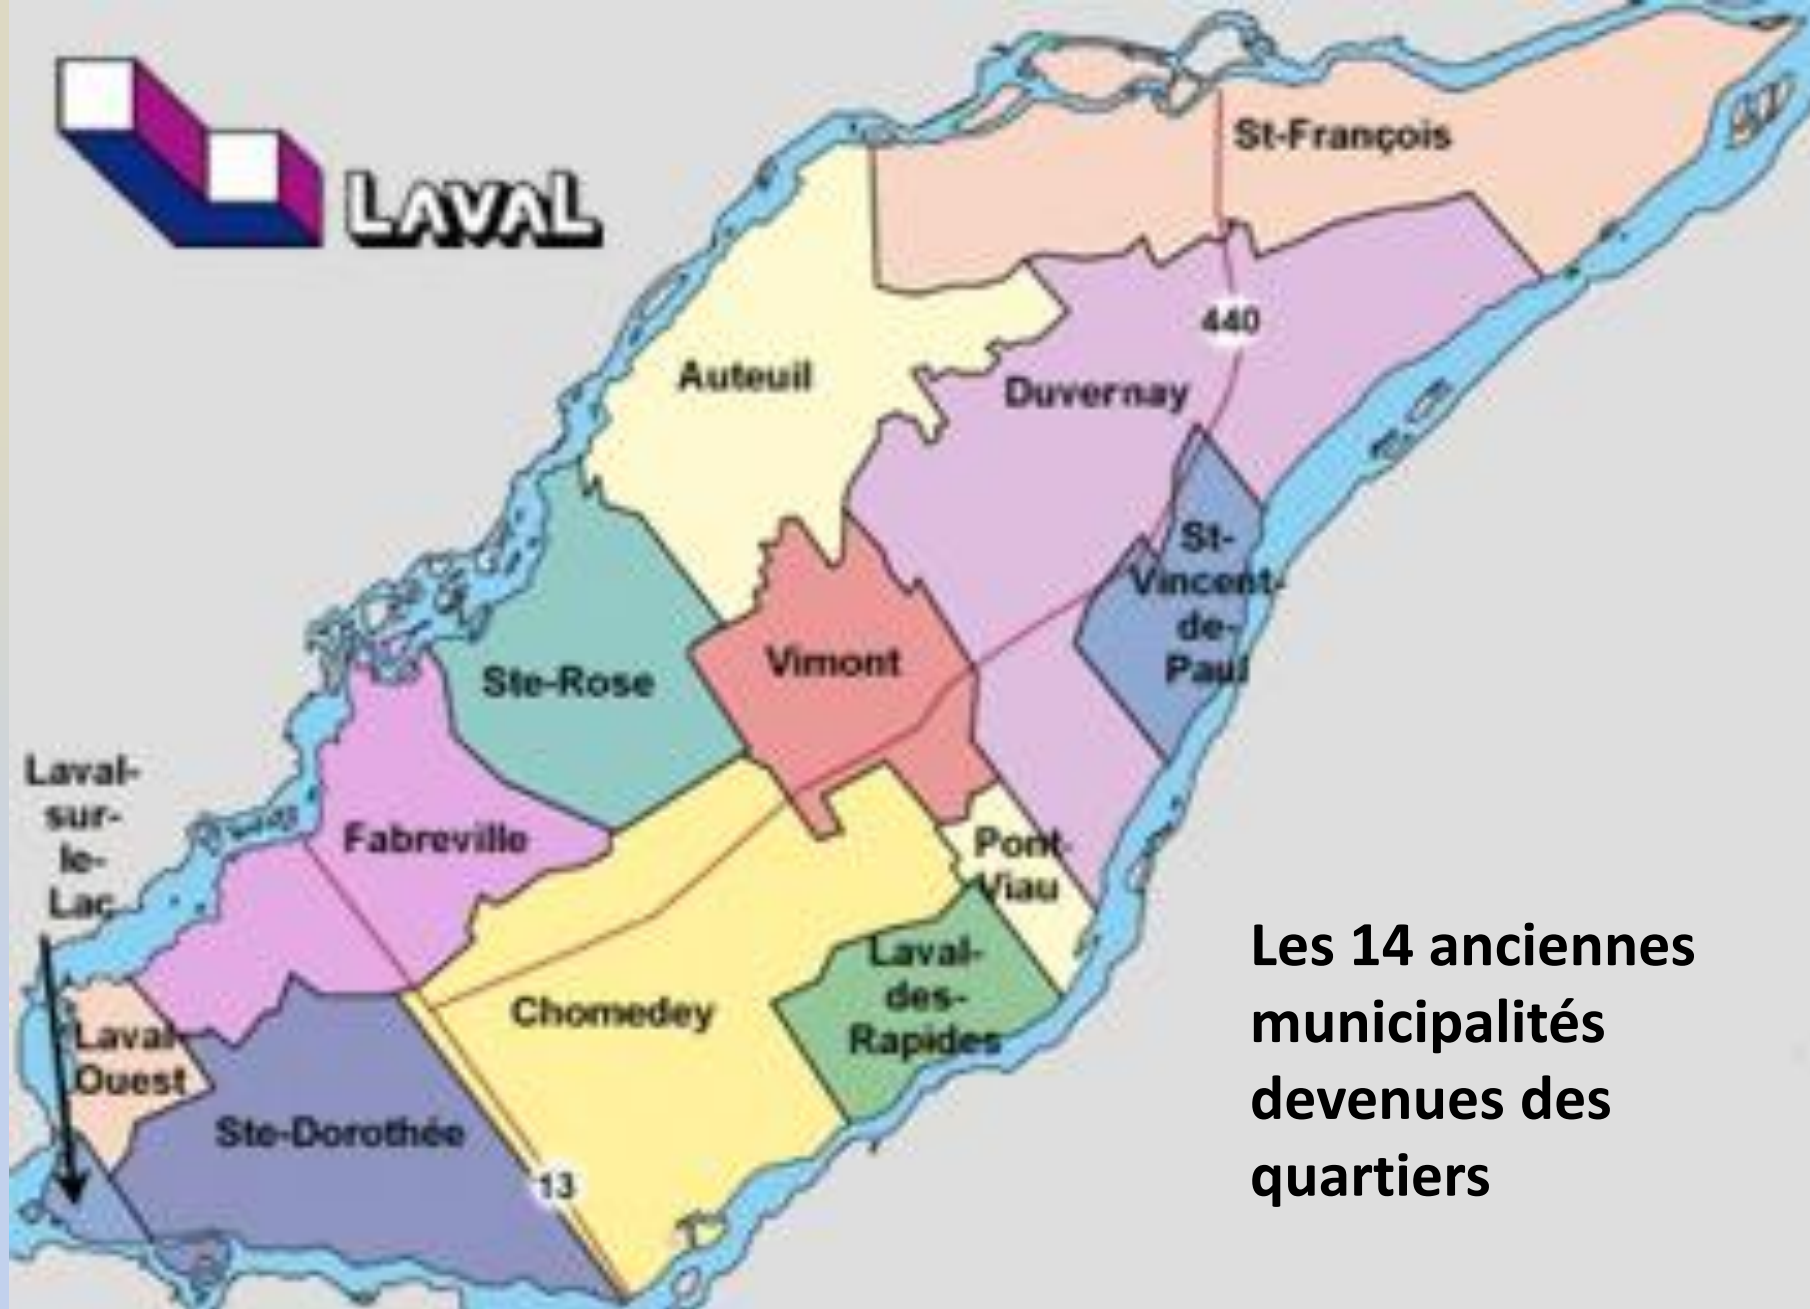 LAVAL
St-François
440
Auteuil
Duvernay
St-
Vincent-
de-
Paul
Vimont
Ste-Rose
Laval-
sur-
le-
Lac
Fabreville
Pont-
Viau
Laval-
des-
Rapides
Chomedey
Laval-
Ouest
Ste-Dorothée
13
Les 14 anciennes
municipalités
devenues des
quartiers